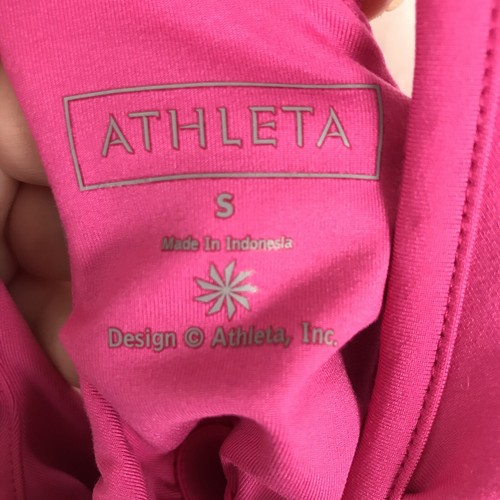 ATHLETA
S
Made In Indonesia
Design © Athleta, Inc.